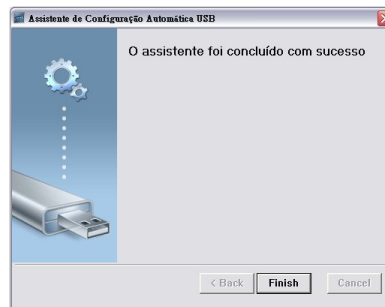 Assistente de Configuração Automática USB
O assistente foi concluído com sucesso
< Back Finish Cancel